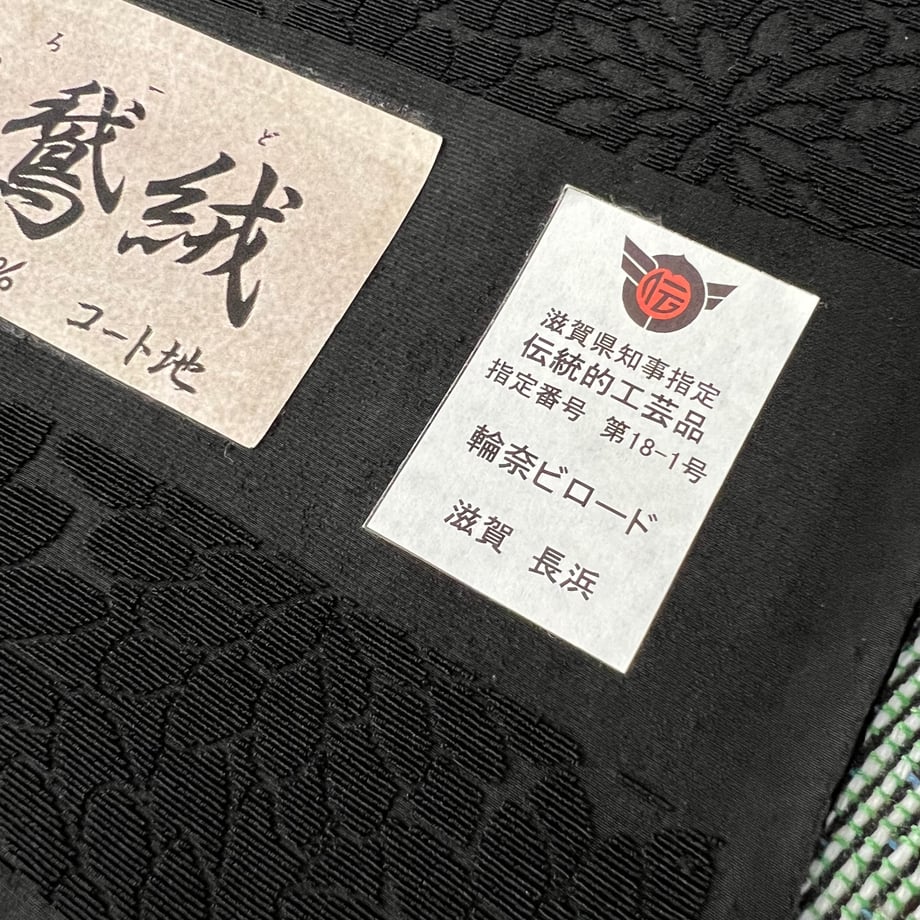 ろーど
鵞絨
%
コート地
伝
滋賀県知事指定
伝統的工芸品
指定番号 第18-1号
輪奈ビロード
滋賀 長浜